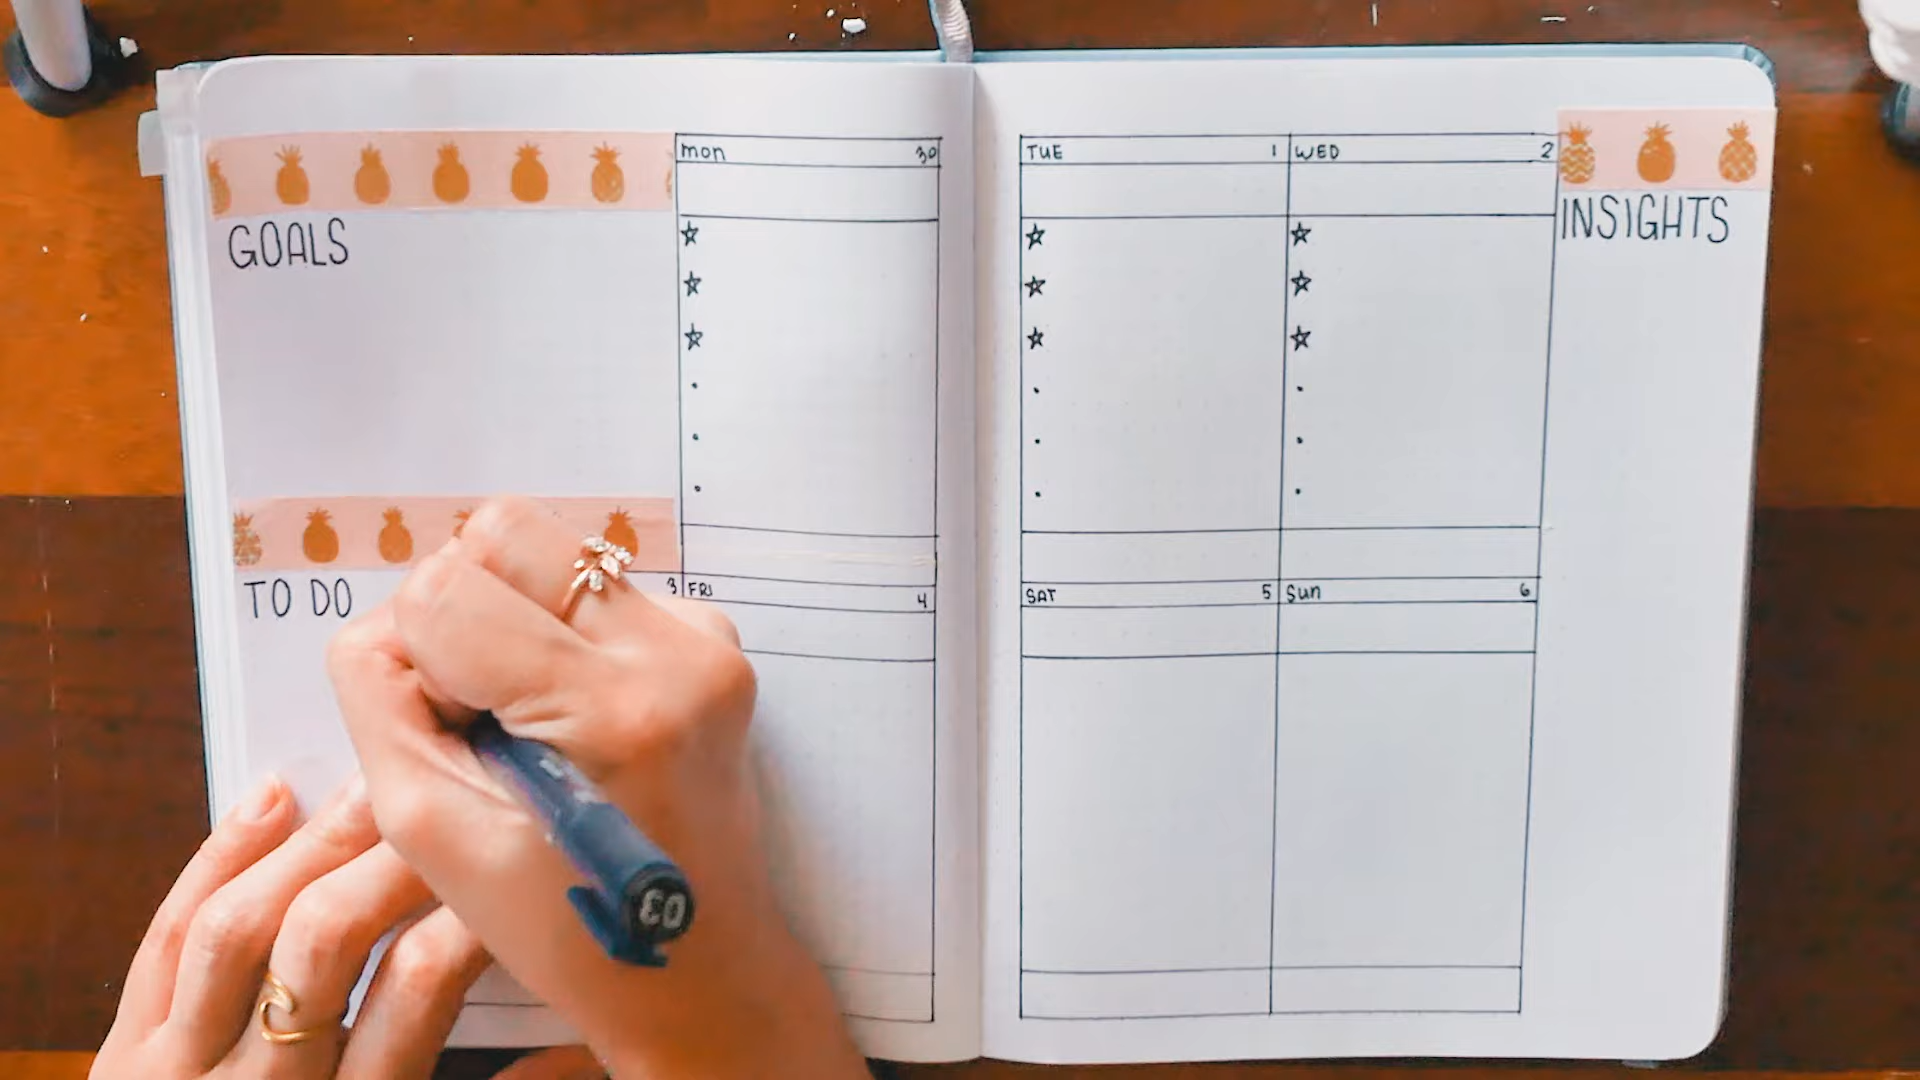 GOALS
mon 30
TUE 1
WED 2
INSIGHTS
TO DO
3
FRI 4
SAT 5
Sun 6
03